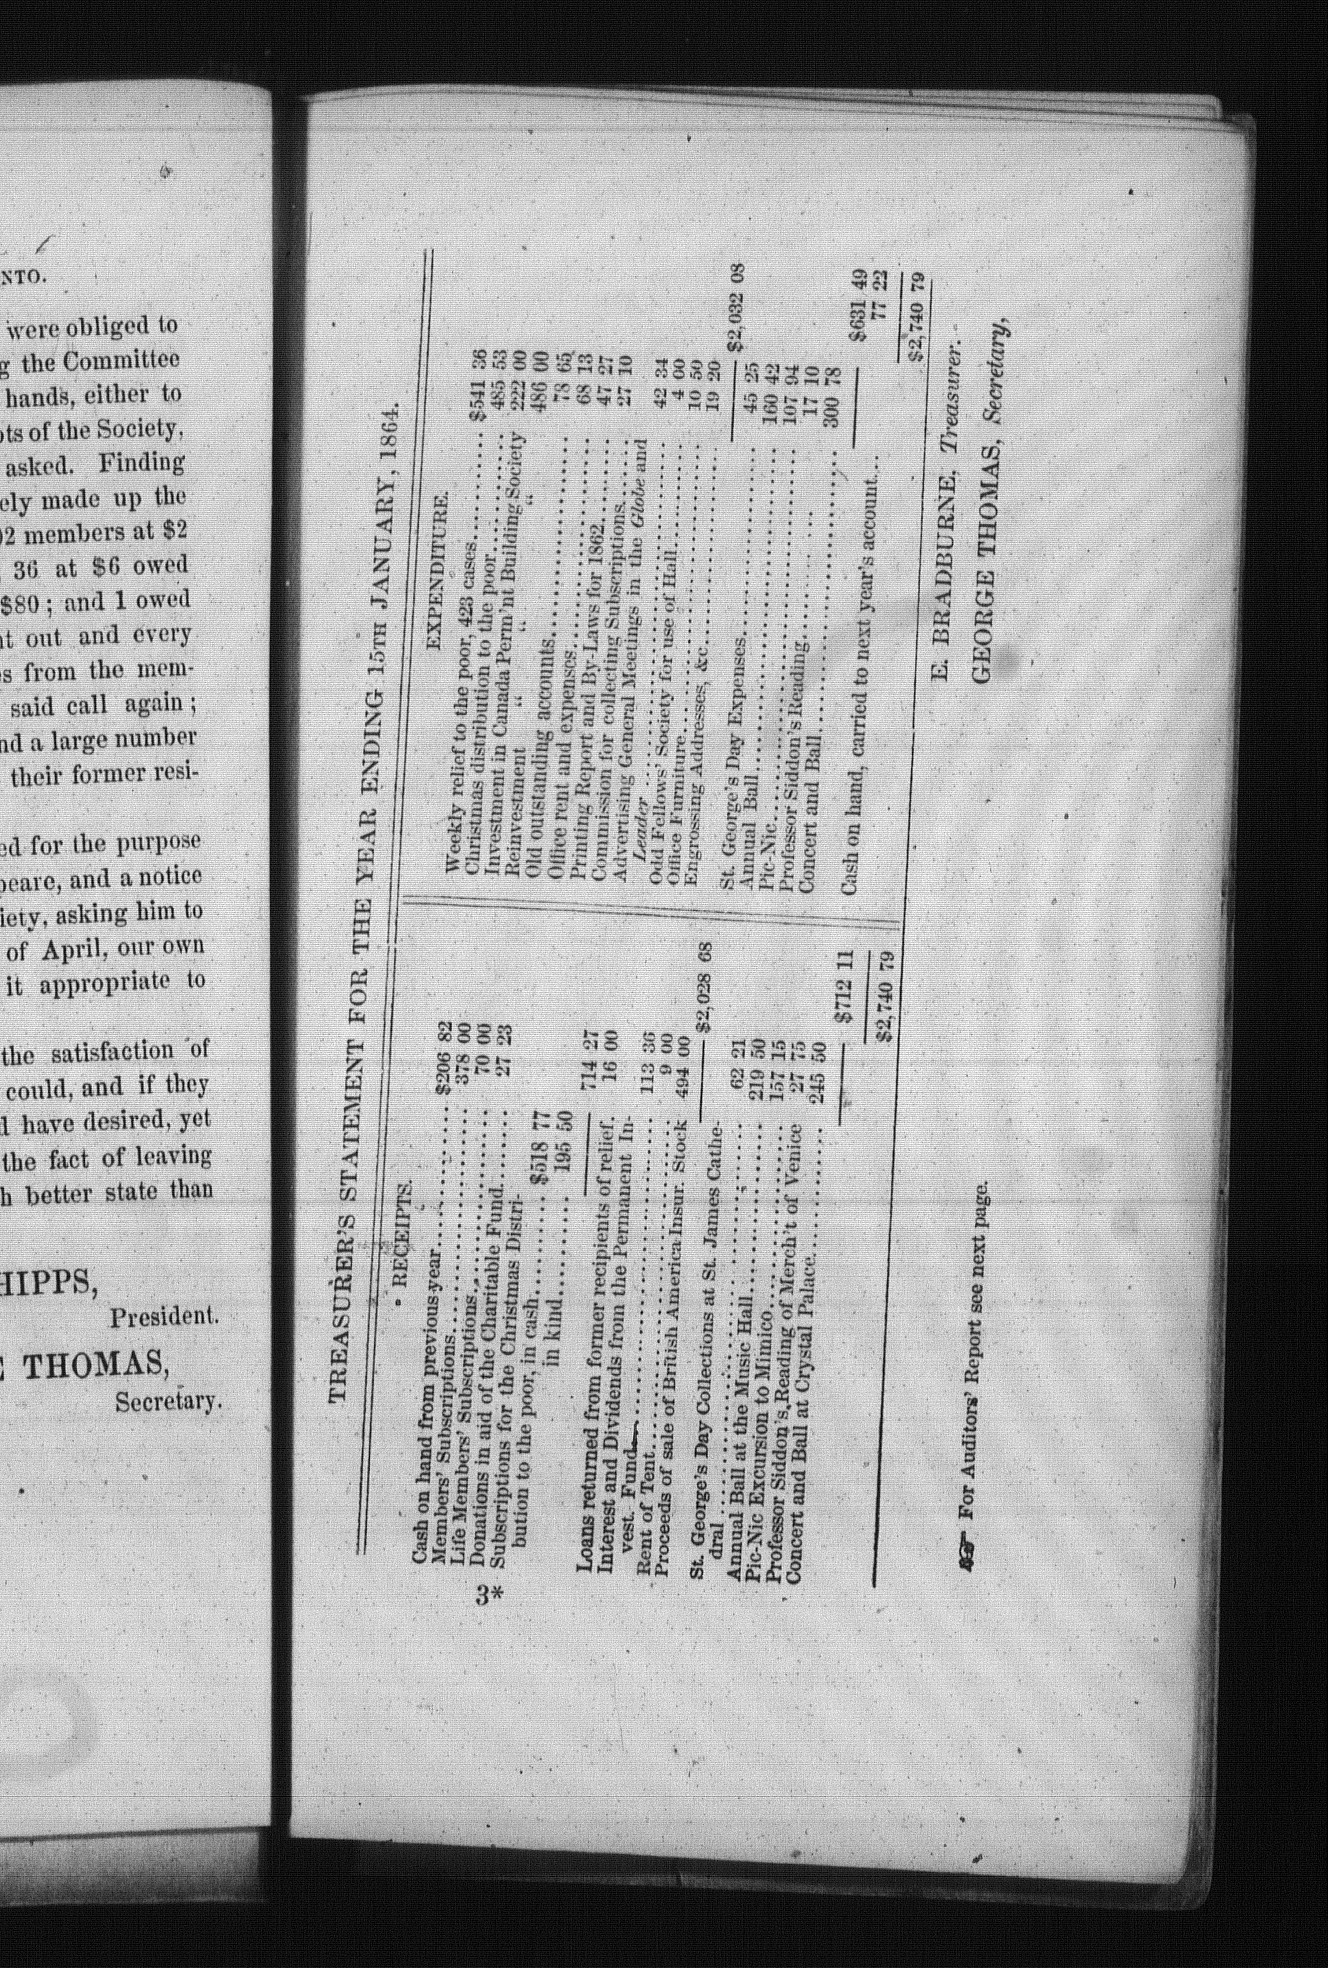 NTO.
were obliged to
the Committee
hands, either to
of the Society,
asked. Finding
made up the
members at $2
36 at $6 owed
$80; and 1 owed
out and every
from the mem-
said call again;
a large number
their former resi-
for the purpose
and a notice
asking him to
of April, our own
it appropriate to
the satisfaction of
could, and if they
have desired, yet
the fact of leaving
better state than
HIPPS,
President.
THOMAS,
Secretary.
TREASURER'S STATEMENT FOR THE YEAR ENDING 15TH JANUARY, 1864.
RECEIPTS.
Cash on hand from previous year........ $206 82
Members' Subscriptions........ 378 00
Life Members' Subscriptions........ 70 00
Donations in aid of the Charitable Fund........ 27 23
Subscriptions for the Christmas Distri-
bution to the poor, in cash........ $518 77
in kind........ 195 50
714 27
Loans returned from former recipients of relief. 16 00
Interest and Dividends from the Permanent In-
vest. Fund........ 113 36
Rent of Tent........ 9 00
Proceeds of sale of British America Insur. Stock 494 00
$2,028 68
St. George's Day Collections at St. James Cathe-
dral........ 62 21
Annual Ball at the Music Hall........ 219 50
Pic-Nic Excursion to Mimico........ 157 15
Professor Siddon's Reading of Merch't of Venice 27 75
Concert and Ball at Crystal Palace........ 245 50
$712 11
$2,740 79
3*
EXPENDITURE.
Weekly relief to the poor, 423 cases........ $541 36
Christmas distribution to the poor........ 485 53
Investment in Canada Perm'nt Building Society 222 00
Reinvestment " " " 486 00
Old outstanding accounts........ 78 65
Office rent and expenses........ 68 13
Printing Report and By-Laws for 1862........ 47 27
Commission for collecting Subscriptions........ 27 10
Advertising General Meetings in the Globe and
Leader........ 42 34
Odd Fellows' Society for use of Hall........ 4 00
Office Furniture........ 10 50
Engrossing Addresses, &c........ 19 20
$2,032 08
St. George's Day Expenses........ 45 25
Annual Ball........ 160 42
Pic-Nic........ 107 94
Professor Siddon's Reading........ 17 10
Concert and Ball........ 300 78
$631 49
Cash on hand, carried to next year's account.... 77 22
$2,740 79
E. BRADBURNE, Treasurer.
GEORGE THOMAS, Secretary,
☞ For Auditors' Report see next page.